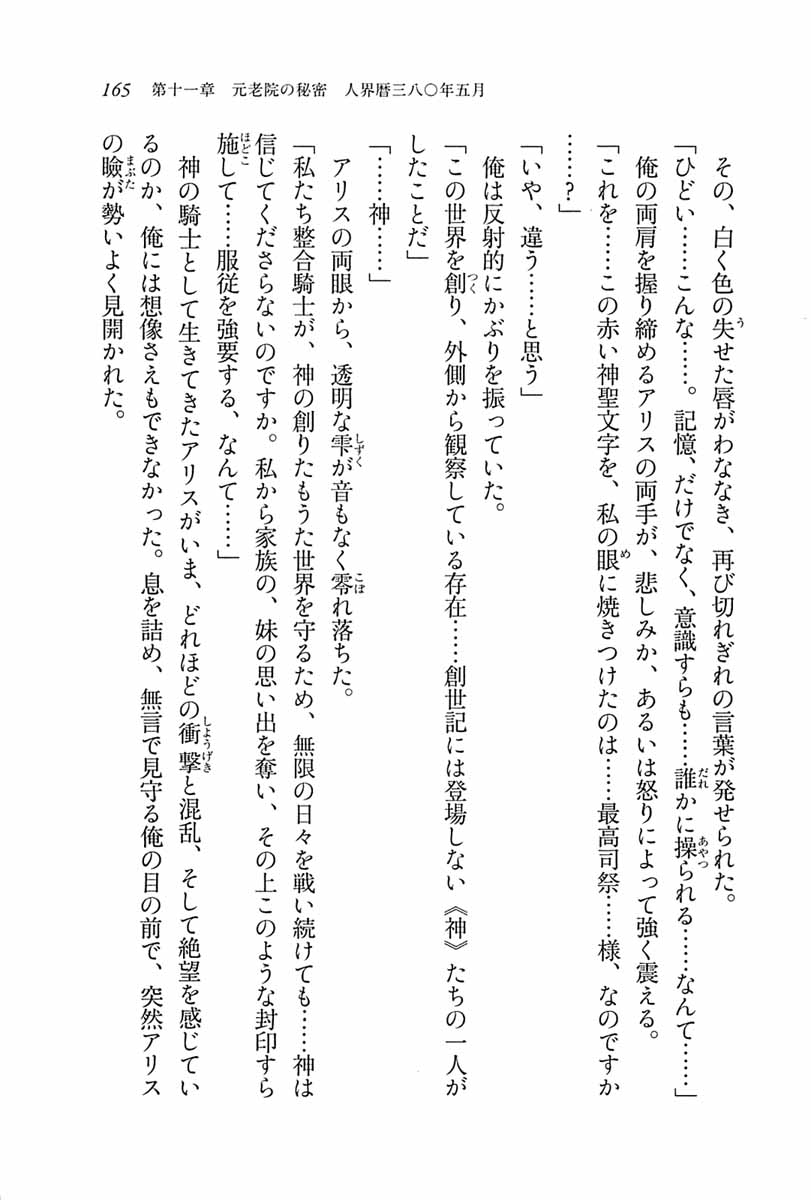 165　第十一章　元老院の秘密　人界暦三八〇年五月
その、白く色の失せた唇がわななき、再び切れぎれの言葉が発せられた。
「ひどい……こんな……。記憶、だけでなく、意識すらも……誰かに操られる……なんて……」
俺の両肩を握り締めるアリスの両手が、悲しみか、あるいは怒りによって強く震える。
「これを……この赤い神聖文字を、私の眼に焼きつけたのは……最高司祭……様、なのですか
……？」
「いや、違う……と思う」
俺は反射的にかぶりを振っていた。
「この世界を創り、外側から観察している存在……創世記には登場しない《神》たちの一人が
したことだ」
「……神……」
アリスの両眼から、透明な雫が音もなく零れ落ちた。
「私たち整合騎士が、神の創りたもうた世界を守るため、無限の日々を戦い続けても……神は
信じてくださらないのですか。私から家族の、妹の思い出を奪い、その上このような封印すら
施して……服従を強要する、なんて……」
神の騎士として生きてきたアリスがいま、どれほどの衝撃と混乱、そして絶望を感じてい
るのか、俺には想像さえもできなかった。息を詰め、無言で見守る俺の目の前で、突然アリス
の瞼が勢いよく見開かれた。